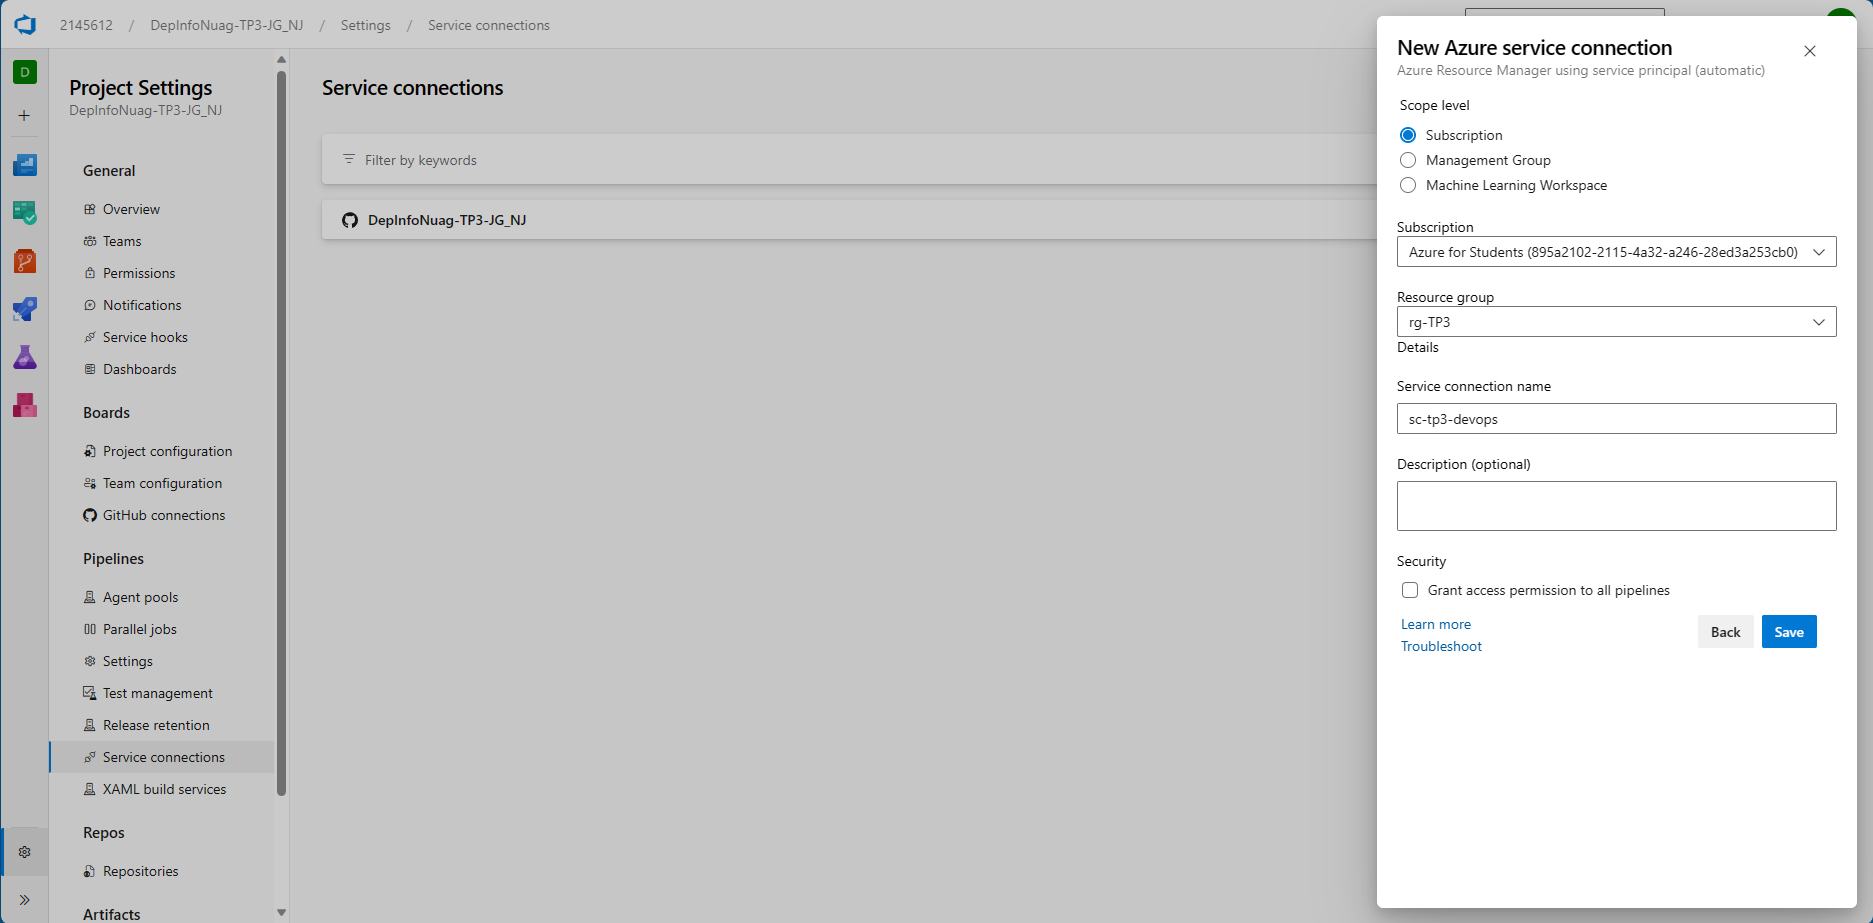 2145612 / DepInfoNuag-TP3-JG_NJ / Settings / Service connections
D
Project Settings
DepInfoNuag-TP3-JG_NJ
General
Overview
Teams
Permissions
Notifications
Service hooks
Dashboards
Boards
Project configuration
Team configuration
GitHub connections
Pipelines
Agent pools
Parallel jobs
Settings
Test management
Release retention
Service connections
XAML build services
Repos
Repositories
Artifacts
Service connections
Filter by keywords
DepInfoNuag-TP3-JG_NJ
New Azure service connection
Azure Resource Manager using service principal (automatic)
Scope level
Subscription
Management Group
Machine Learning Workspace
Subscription
Azure for Students (895a2102-2115-4a32-a246-28ed3a253cb0)
Resource group
rg-TP3
Details
Service connection name
sc-tp3-devops
Description (optional)
Security
Grant access permission to all pipelines
Learn more
Troubleshoot
Back
Save